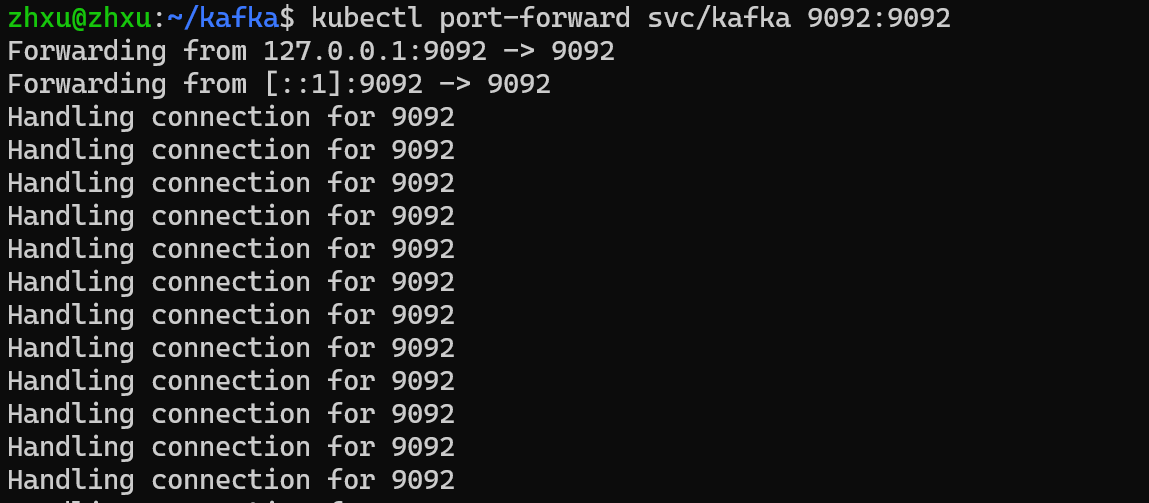 zhxu@zhxu:~/kafka$ kubectl port-forward svc/kafka 9092:9092
Forwarding from 127.0.0.1:9092 -> 9092
Forwarding from [::1]:9092 -> 9092
Handling connection for 9092
Handling connection for 9092
Handling connection for 9092
Handling connection for 9092
Handling connection for 9092
Handling connection for 9092
Handling connection for 9092
Handling connection for 9092
Handling connection for 9092
Handling connection for 9092
Handling connection for 9092
Handling connection for 9092